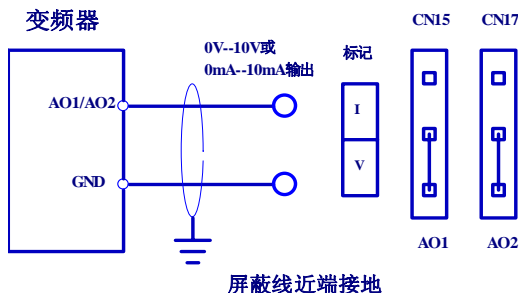 变频器
CN15
CN17
0V--10V或
0mA--10mA输出
标记
AO1/AO2
I
V
GND
AO1
AO2
屏蔽线近端接地